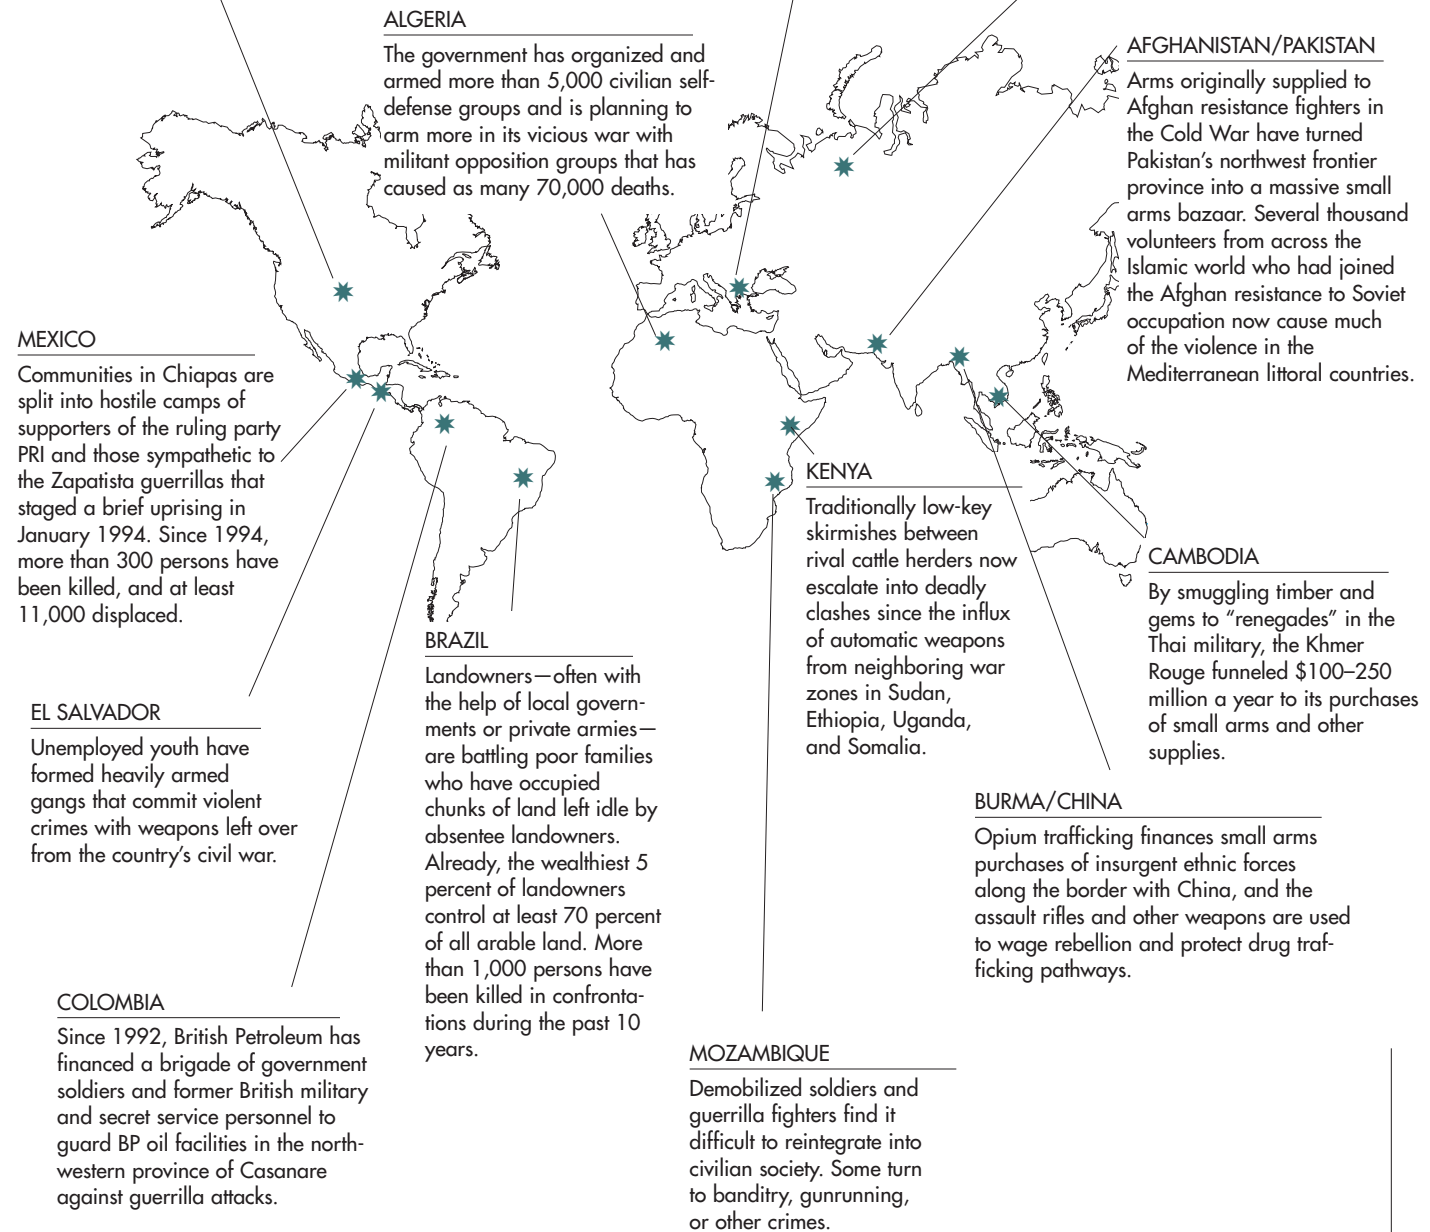 ALGERIA
The government has organized and
armed more than 5,000 civilian self-
defense groups and is planning to
arm more in its vicious war with
militant opposition groups that has
caused as many 70,000 deaths.
AFGHANISTAN/PAKISTAN
Arms originally supplied to
Afghan resistance fighters in
the Cold War have turned
Pakistan’s northwest frontier
province into a massive small
arms bazaar. Several thousand
volunteers from across the
Islamic world who had joined
the Afghan resistance to Soviet
occupation now cause much
of the violence in the
Mediterranean littoral countries.
MEXICO
Communities in Chiapas are
split into hostile camps of
supporters of the ruling party
PRI and those sympathetic to
the Zapatista guerrillas that
staged a brief uprising in
January 1994. Since 1994,
more than 300 persons have
been killed, and at least
11,000 displaced.
KENYA
Traditionally low-key
skirmishes between
rival cattle herders now
escalate into deadly
clashes since the influx
of automatic weapons
from neighboring war
zones in Sudan,
Ethiopia, Uganda,
and Somalia.
CAMBODIA
By smuggling timber and
gems to “renegades” in the
Thai military, the Khmer
Rouge funneled $100–250
million a year to its purchases
of small arms and other
supplies.
EL SALVADOR
Unemployed youth have
formed heavily armed
gangs that commit violent
crimes with weapons left over
from the country’s civil war.
BRAZIL
Landowners—often with
the help of local govern-
ments or private armies—
are battling poor families
who have occupied
chunks of land left idle by
absentee landowners.
Already, the wealthiest 5
percent of landowners
control at least 70 percent
of all arable land. More
than 1,000 persons have
been killed in confronta-
tions during the past 10
years.
BURMA/CHINA
Opium trafficking finances small arms
purchases of insurgent ethnic forces
along the border with China, and the
assault rifles and other weapons are used
to wage rebellion and protect drug traf-
ficking pathways.
COLOMBIA
Since 1992, British Petroleum has
financed a brigade of government
soldiers and former British military
and secret service personnel to
guard BP oil facilities in the north-
western province of Casanare
against guerrilla attacks.
MOZAMBIQUE
Demobilized soldiers and
guerrilla fighters find it
difficult to reintegrate into
civilian society. Some turn
to banditry, gunrunning,
or other crimes.